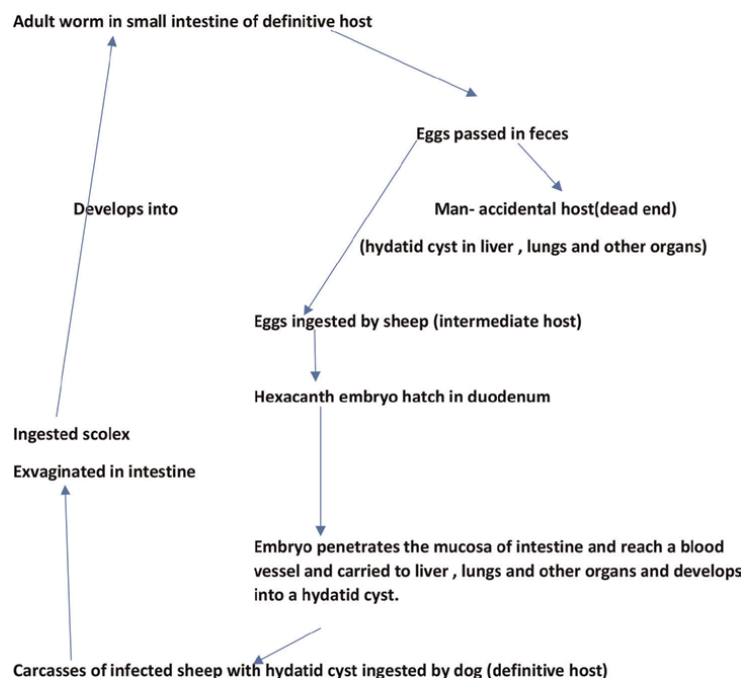 Adult worm in small intestine of definitive host
Eggs passed in feces
Develops into
Man- accidental host(dead end)
(hydatid cyst in liver , lungs and other organs)
Eggs ingested by sheep (intermediate host)
Hexacanth embryo hatch in duodenum
Ingested scolex
Exvaginated in intestine
Embryo penetrates the mucosa of intestine and reach a blood
vessel and carried to liver , lungs and other organs and develops
into a hydatid cyst.
Carcasses of infected sheep with hydatid cyst ingested by dog (definitive host)